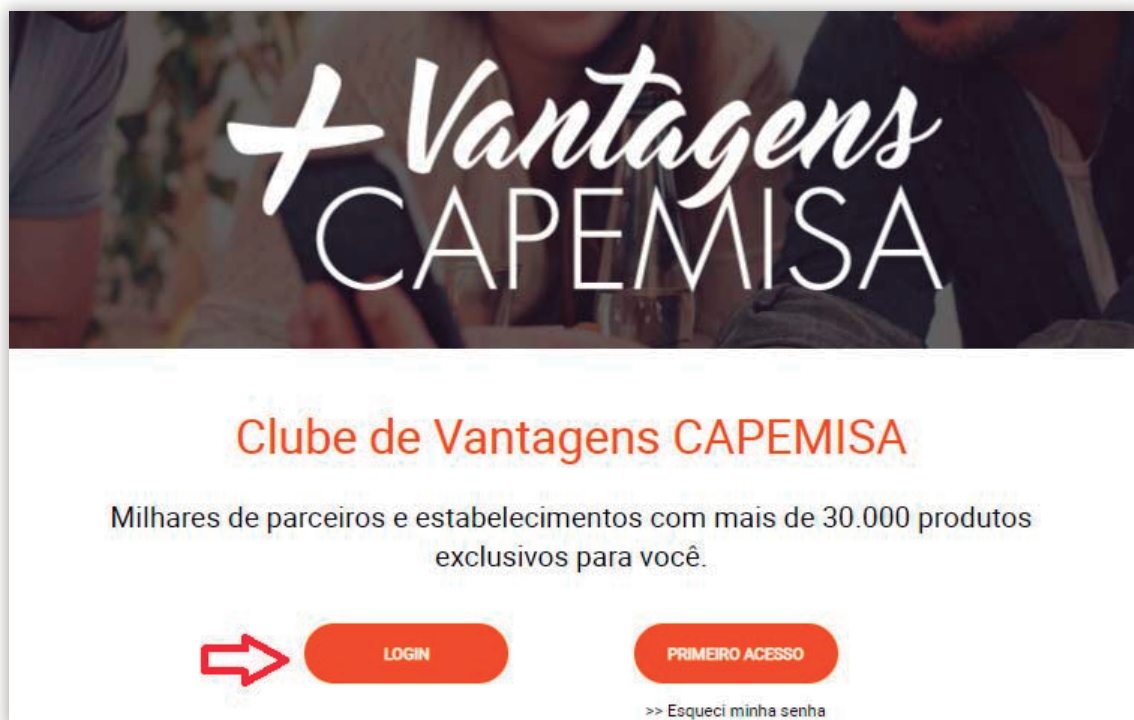 +Vantagens
CAPEMISA
Clube de Vantagens CAPEMISA
Milhares de parceiros e estabelecimentos com mais de 30.000 produtos
exclusivos para você.
LOGIN
PRIMEIRO ACESSO
>> Esqueci minha senha